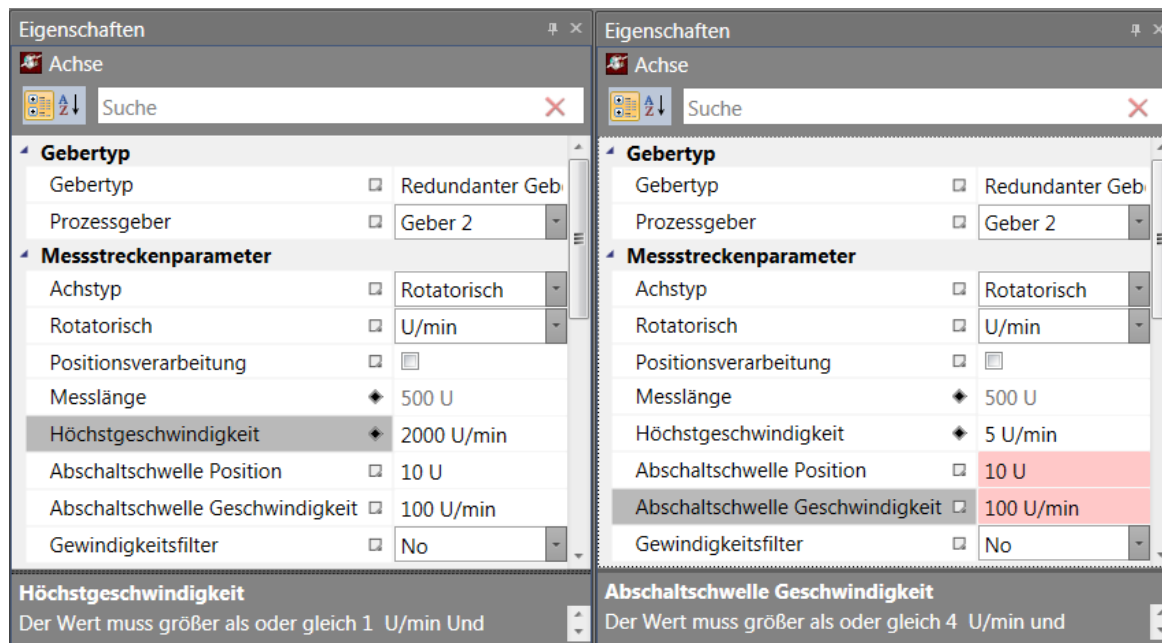 Eigenschaften
Achse
Suche
Gebertyp
Gebertyp Redundanter Geb
Prozessgeber Geber 2
Messstreckenparameter
Achstyp Rotatorisch
Rotatorisch U/min
Positionsverarbeitung
Messlänge 500 U
Höchstgeschwindigkeit 2000 U/min
Abschaltschwelle Position 10 U
Abschaltschwelle Geschwindigkeit 100 U/min
Gewindigkeitsfilter No
Höchstgeschwindigkeit
Der Wert muss größer als oder gleich 1 U/min Und
Eigenschaften
Achse
Suche
Gebertyp
Gebertyp Redundanter Geb
Prozessgeber Geber 2
Messstreckenparameter
Achstyp Rotatorisch
Rotatorisch U/min
Positionsverarbeitung
Messlänge 500 U
Höchstgeschwindigkeit 5 U/min
Abschaltschwelle Position 10 U
Abschaltschwelle Geschwindigkeit 100 U/min
Gewindigkeitsfilter No
Abschaltschwelle Geschwindigkeit
Der Wert muss größer als oder gleich 4 U/min und